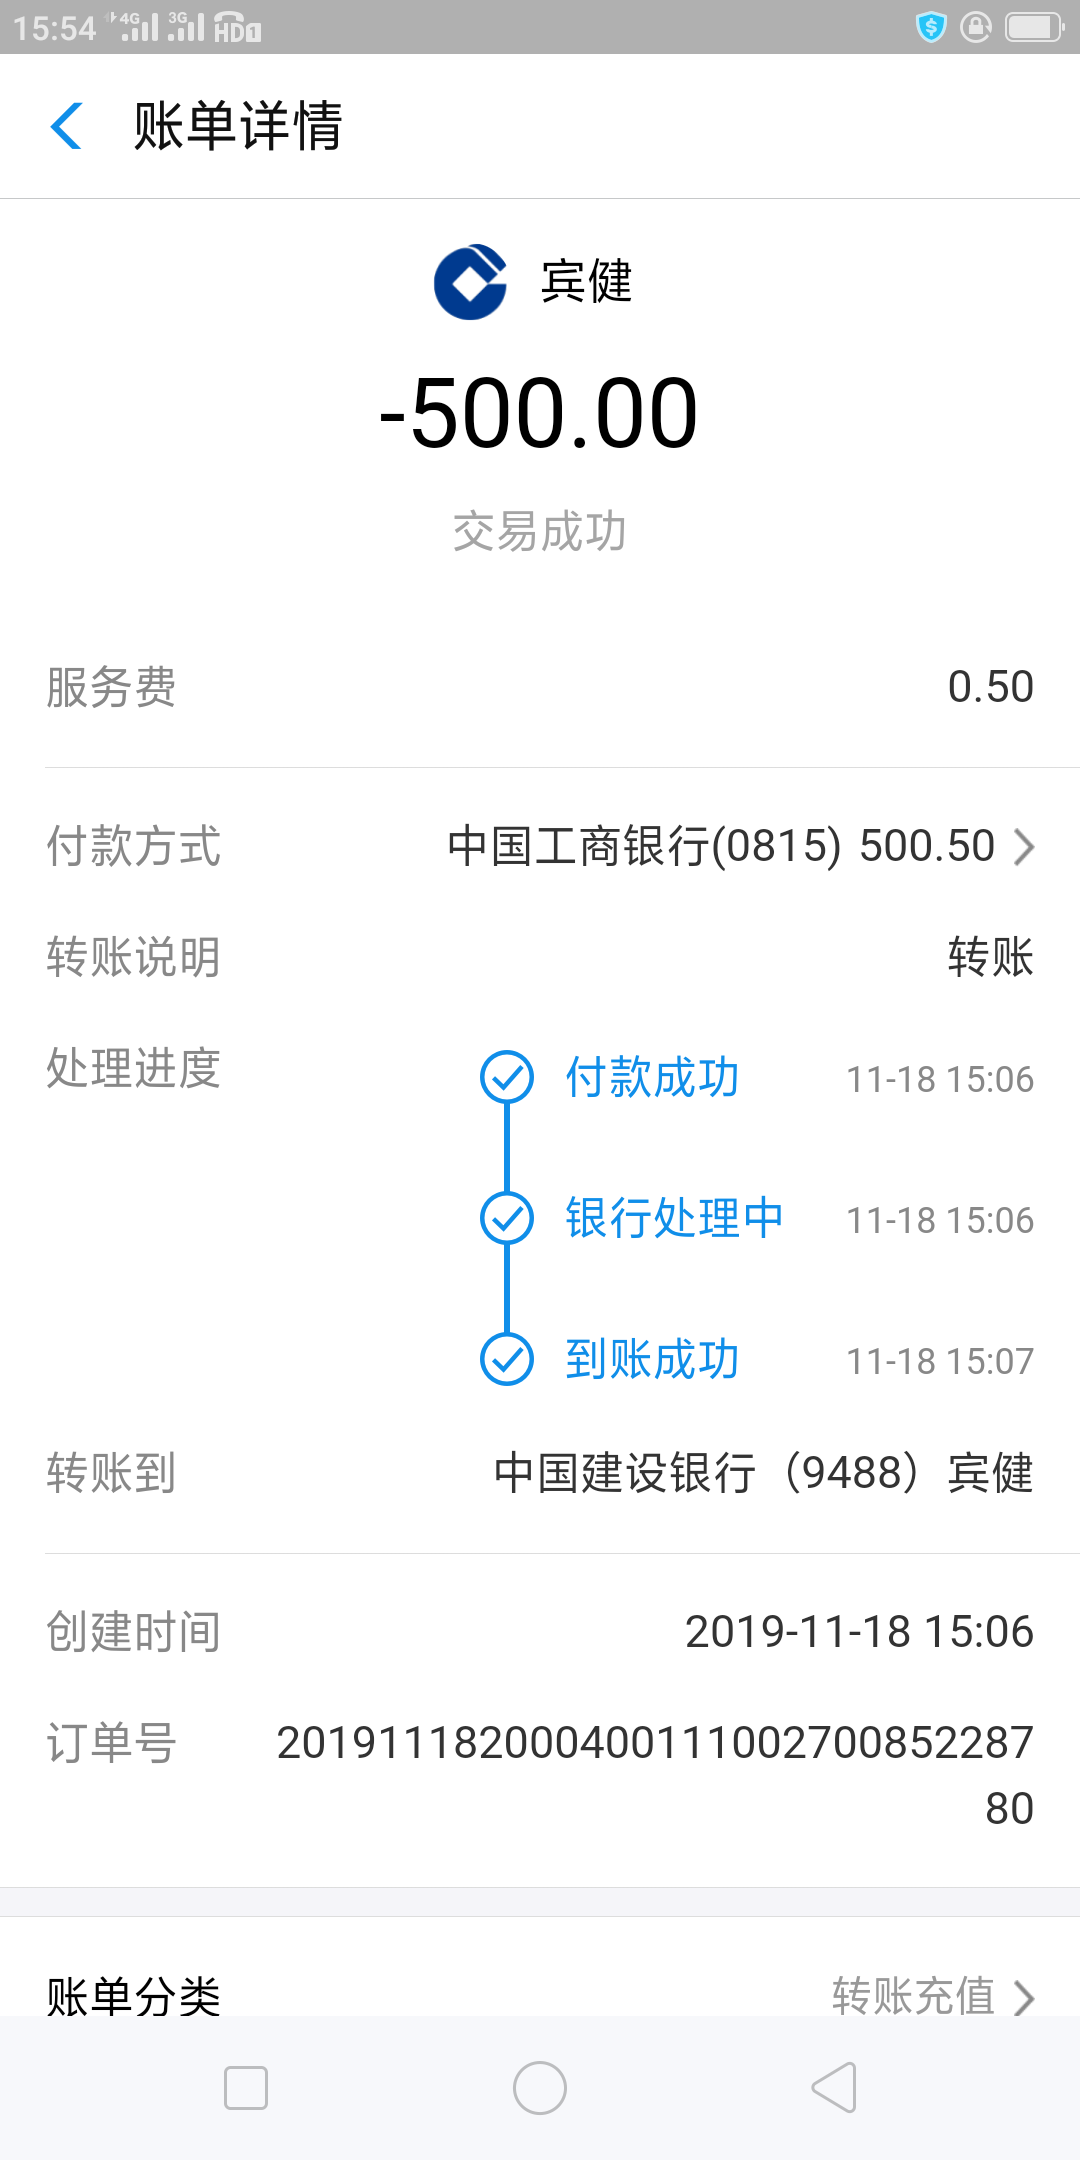 15:54 4G 3G HD1
账单详情
宾健
-500.00
交易成功
服务费 0.50
付款方式 中国工商银行(0815) 500.50
转账说明 转账
处理进度 付款成功 11-18 15:06
银行处理中 11-18 15:06
到账成功 11-18 15:07
转账到 中国建设银行（9488）宾健
创建时间 2019-11-18 15:06
订单号 201911182000400111002700852287
80
账单分类 转账充值